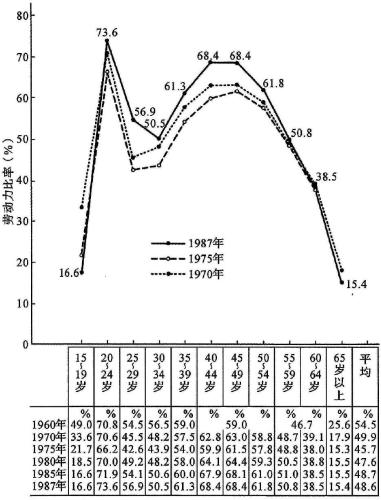 劳动力比率（%）
80
70
60
50
40
30
20
10
0
73.6
56.9
50.5
61.3
68.4
68.4
61.8
50.8
38.5
16.6
15.4
1987年
1975年
1970年
15～19岁 20～24岁 25～29岁 30～34岁 35～39岁 40～44岁 45～49岁 50～54岁 55～59岁 60～64岁 65岁以上 平均
% % % % % % % % % % % %
1960年 49.0 70.8 54.5 56.5 59.0 59.0 46.7 25.6 54.5
1970年 33.6 70.6 45.5 48.2 57.5 62.8 63.0 58.8 48.7 39.1 17.9 49.9
1975年 21.7 66.2 42.6 43.9 54.0 59.9 61.5 57.8 48.8 38.0 15.3 45.7
1980年 18.5 70.0 49.2 48.2 58.0 64.1 64.4 59.3 50.5 38.8 15.5 47.6
1985年 16.6 71.9 54.1 50.6 60.0 67.9 68.1 61.0 51.0 38.5 15.5 48.7
1987年 16.6 73.6 56.9 50.5 61.3 68.4 68.4 61.8 50.8 38.5 15.4 48.6